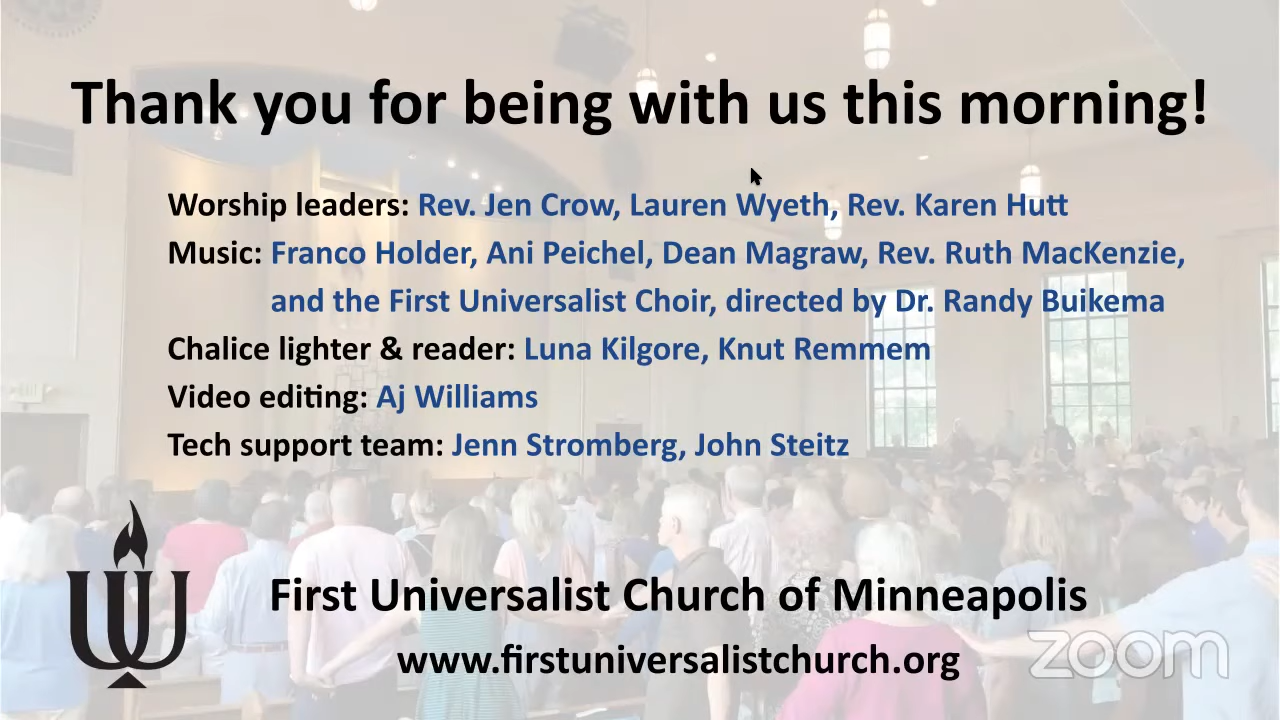 Thank you for being with us this morning!
Worship leaders: Rev. Jen Crow, Lauren Wyeth, Rev. Karen Hutt
Music: Franco Holder, Ani Peichel, Dean Magraw, Rev. Ruth MacKenzie,
and the First Universalist Choir, directed by Dr. Randy Buikema
Chalice lighter & reader: Luna Kilgore, Knut Remmem
Video editing: Aj Williams
Tech support team: Jenn Stromberg, John Steitz
First Universalist Church of Minneapolis
www.firstuniversalistchurch.org
zoom